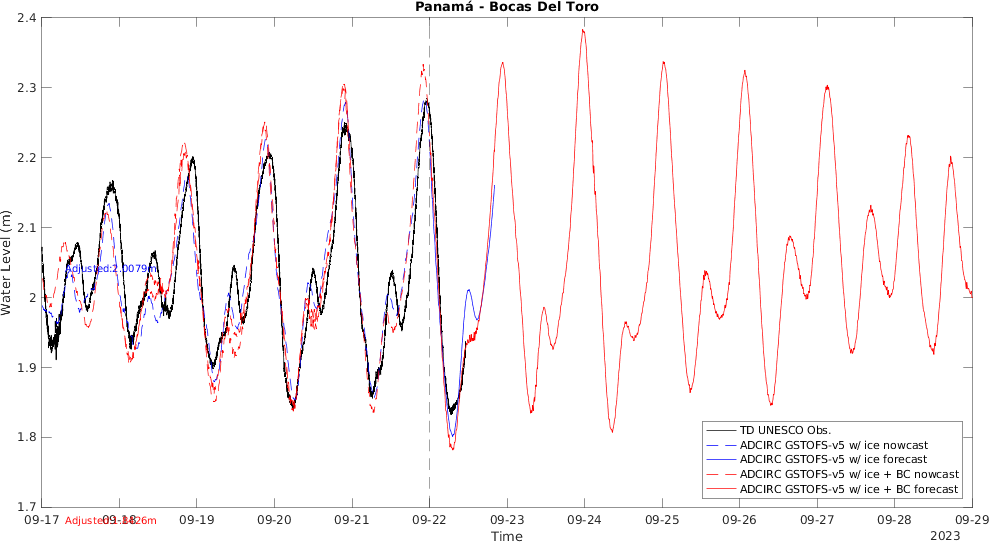 Panamá - Bocas Del Toro
2.4
2.3
2.2
2.1
2
1.9
1.8
1.7
Water Level (m)
Adjusted:2.0079m
TD UNESCO Obs.
ADCIRC GSTOFS-v5 w/ ice nowcast
ADCIRC GSTOFS-v5 w/ ice forecast
ADCIRC GSTOFS-v5 w/ ice + BC nowcast
ADCIRC GSTOFS-v5 w/ ice + BC forecast
09-17 09-18 09-19 09-20 09-21 09-22 09-23 09-24 09-25 09-26 09-27 09-28 09-29
Time
2023